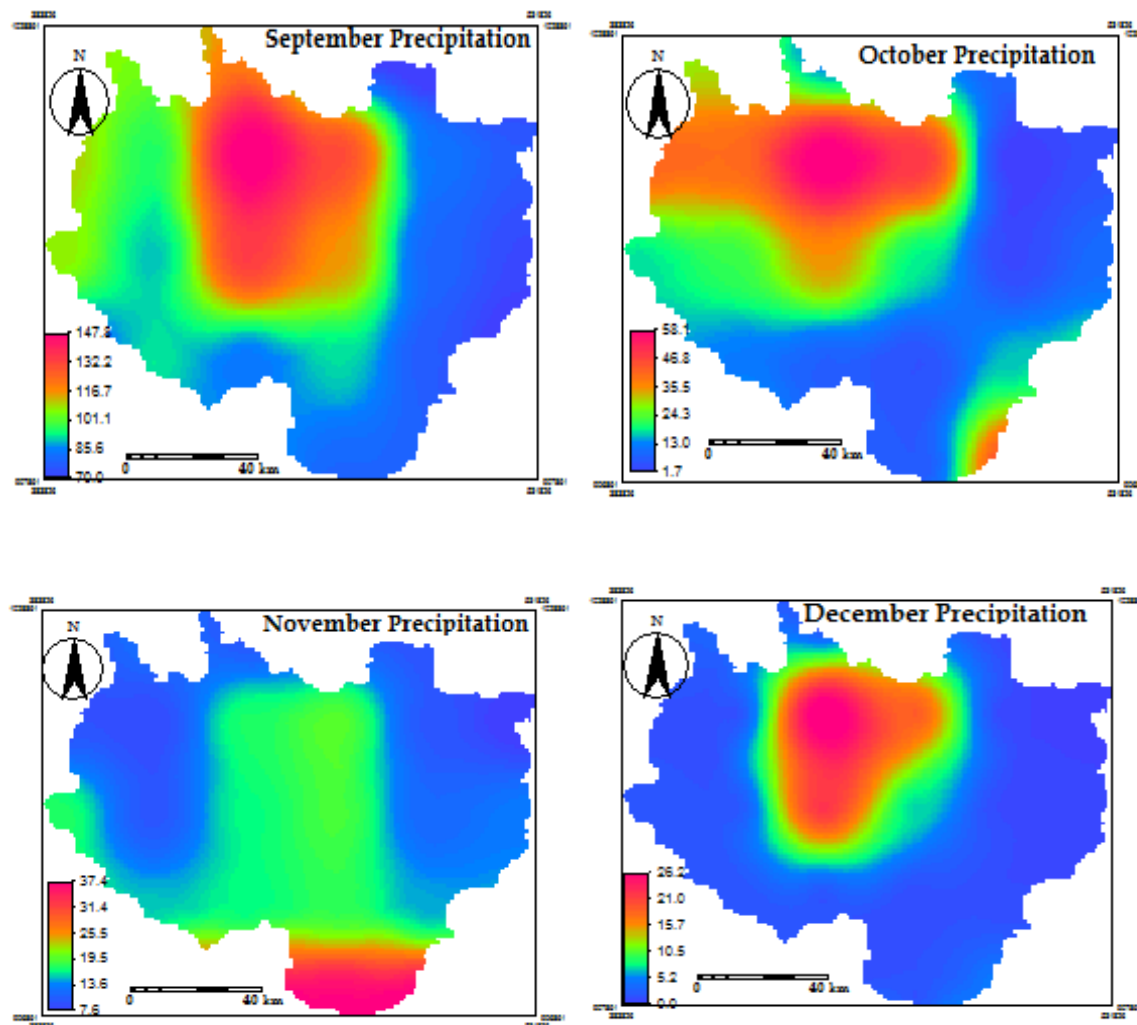 September Precipitation
N
147.8
132.2
116.7
101.1
85.6
70.0
0 40 km
October Precipitation
N
58.1
46.8
35.5
24.3
13.0
1.7
0 40 km
November Precipitation
N
37.4
31.4
25.5
19.5
13.6
7.6
0 40 km
December Precipitation
N
26.2
21.0
15.7
10.5
5.2
0.0
0 40 km